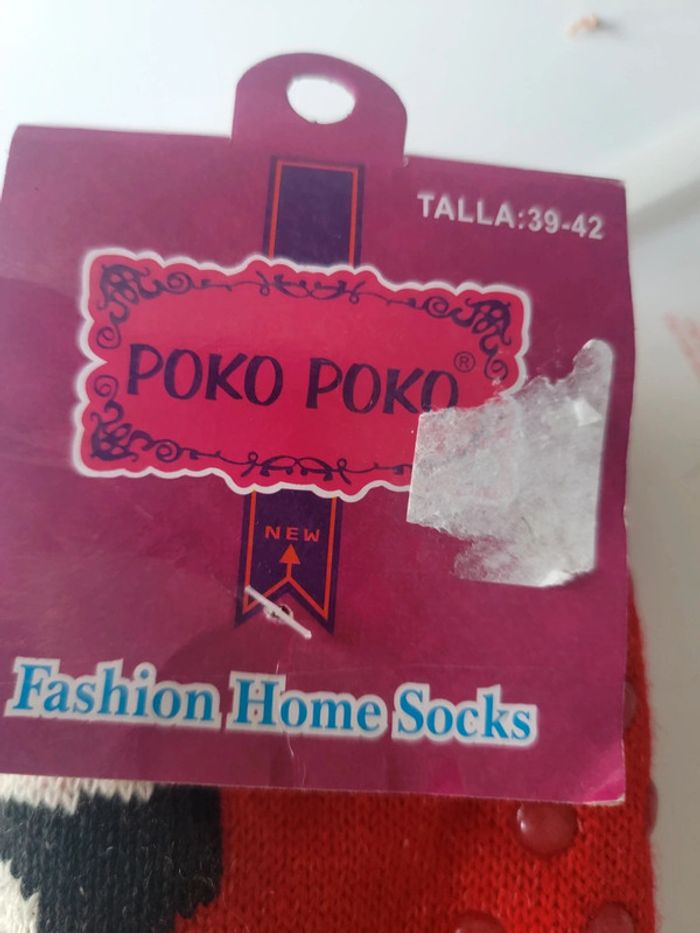 TALLA:39-42
POKO POKO®
NEW
Fashion Home Socks